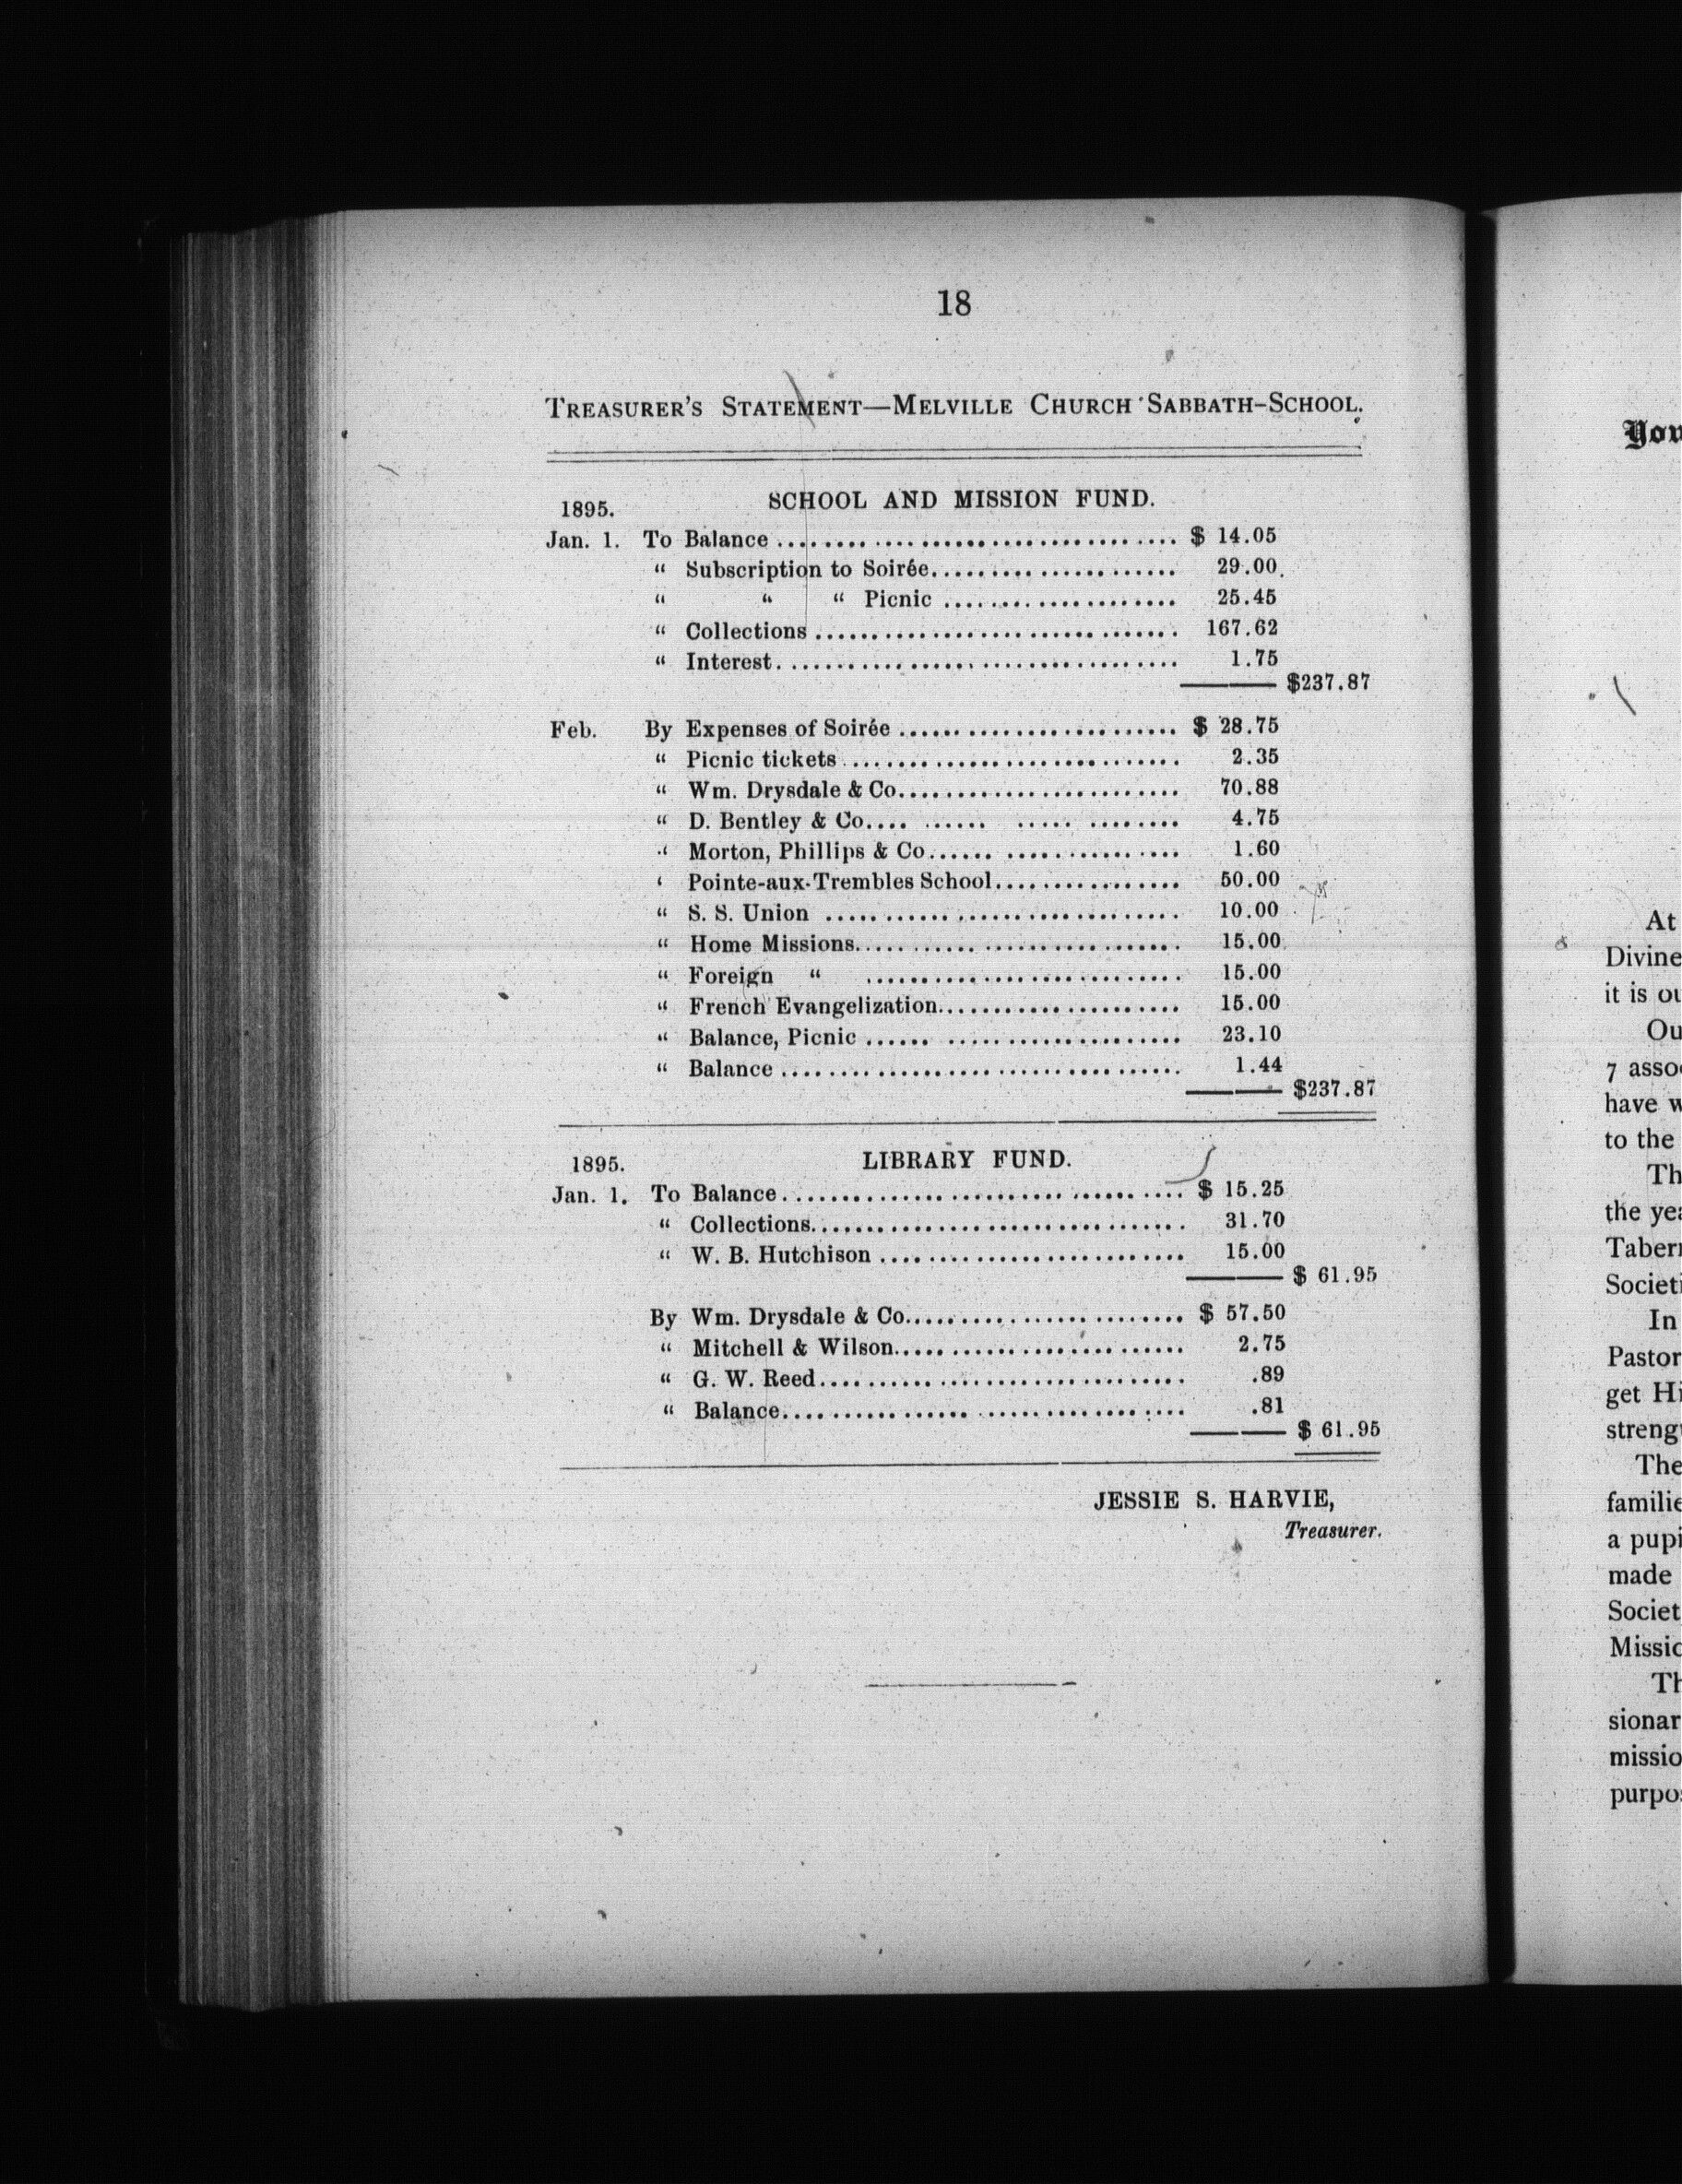 18
TREASURER'S STATEMENT—MELVILLE CHURCH SABBATH-SCHOOL.
SCHOOL AND MISSION FUND.
1895.
Jan. 1. To Balance .................................... $ 14.05
“ Subscription to Soirée...................... 29.00
“ “ “ Picnic .................... 25.45
“ Collections ................................ 167.62
“ Interest.................................... 1.75
$237.87
Feb. By Expenses of Soirée ......................... $ 28.75
“ Picnic tickets .............................. 2.35
“ Wm. Drysdale & Co......................... 70.88
“ D. Bentley & Co.... ...... ..... ........ 4.75
“ Morton, Phillips & Co...... ............... 1.60
‘ Pointe-aux-Trembles School................ 50.00
“ S. S. Union ................................ 10.00
“ Home Missions............................. 15.00
“ Foreign “ ............................ 15.00
“ French Evangelization..................... 15.00
“ Balance, Picnic ...... .................... 23.10
“ Balance .................................... 1.44
$237.87
LIBRARY FUND.
1895.
Jan. 1. To Balance.................................... $ 15.25
“ Collections................................. 31.70
“ W. B. Hutchison ........................... 15.00
$ 61.95
By Wm. Drysdale & Co......................... $ 57.50
“ Mitchell & Wilson.......................... 2.75
“ G. W. Reed................................. .89
“ Balance.................................... .81
$ 61.95
JESSIE S. HARVIE,
Treasurer.
At
Divine
it is
7
have
to the
the
In
Pastor
get
The
a
made